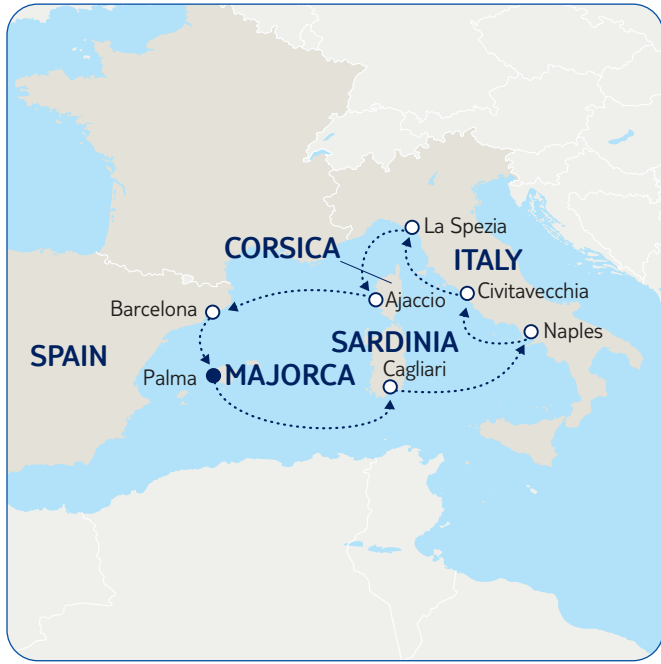 La Spezia
CORSICA
ITALY
Civitavecchia
Ajaccio
Barcelona
Naples
SARDINIA
SPAIN
Cagliari
Palma
MAJORCA